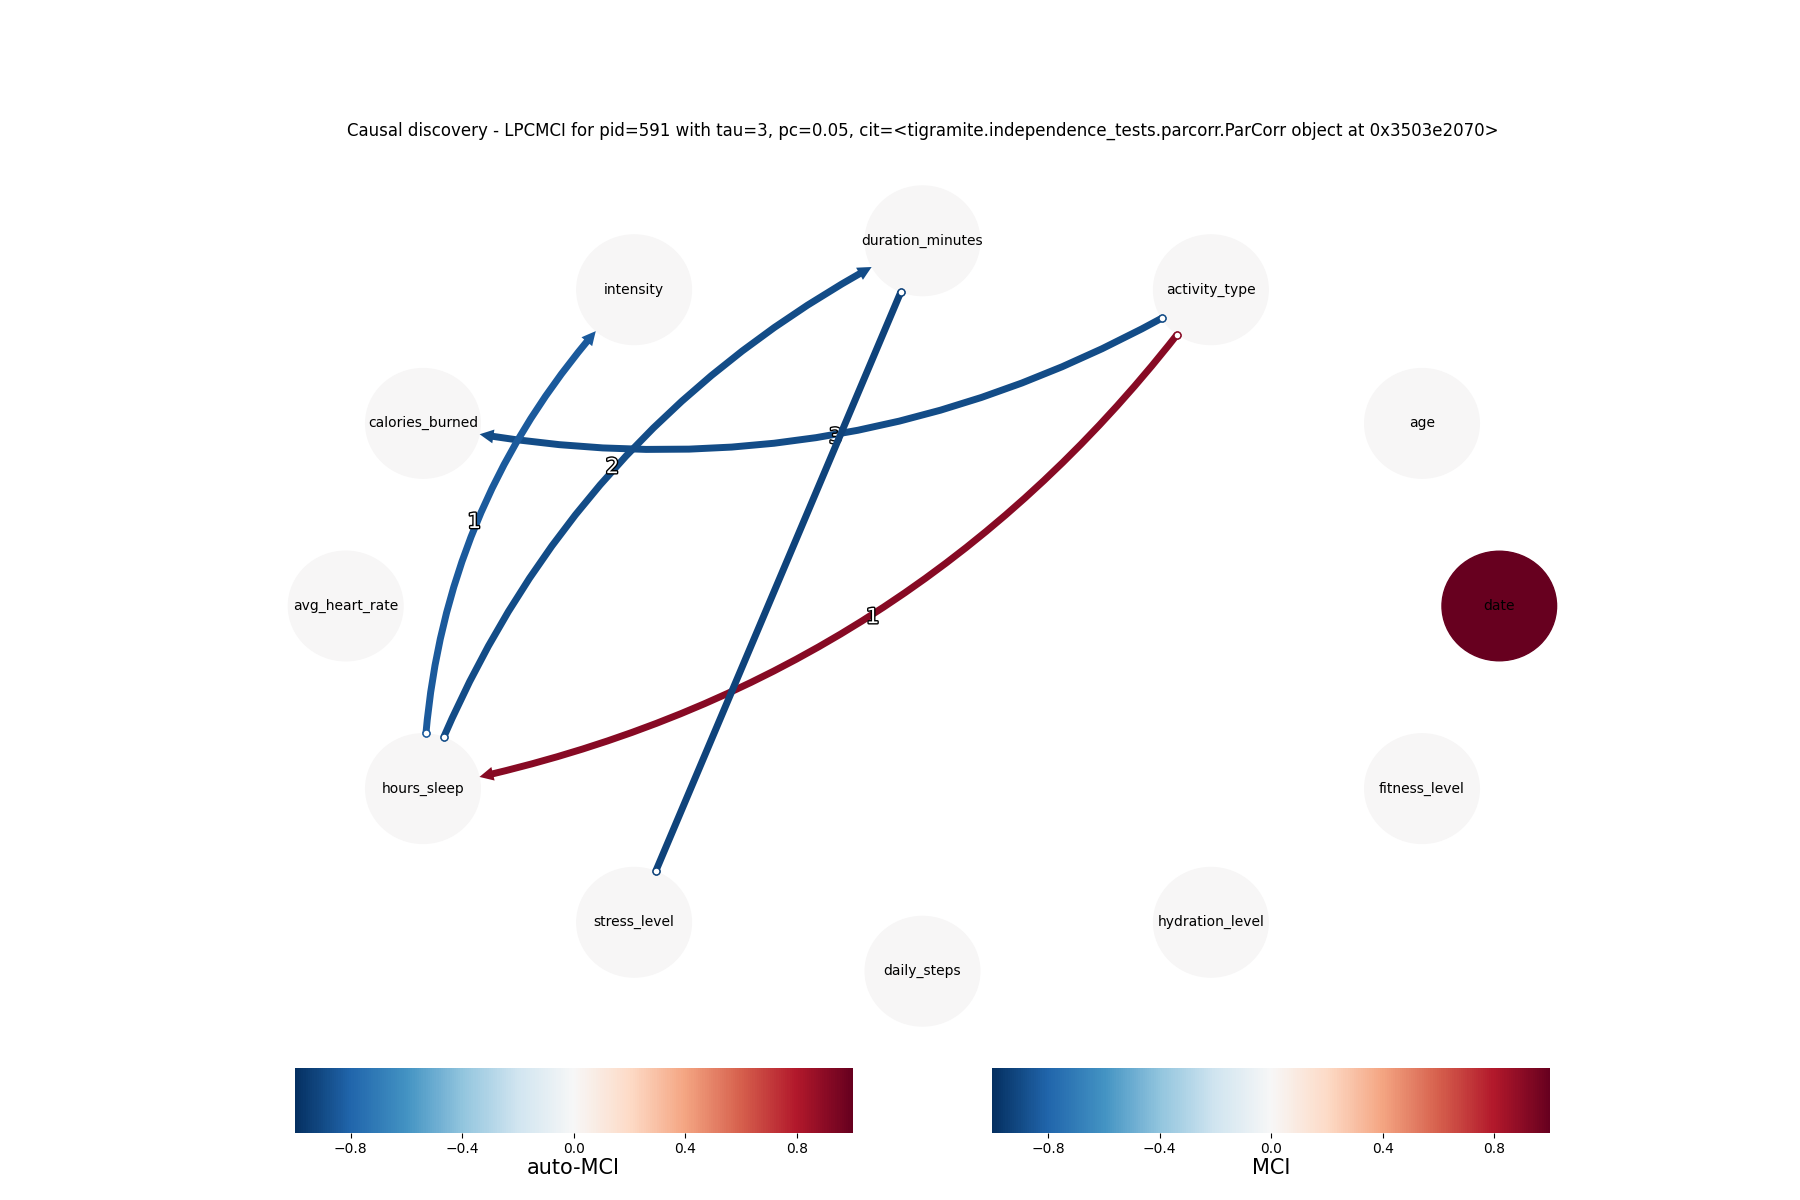 Causal discovery - LPCMCI for pid=591 with tau=3, pc=0.05, cit=<tigramite.independence_tests.parcorr.ParCorr object at 0x3503e2070>
duration_minutes
intensity
activity_type
calories_burned
age
3
2
1
avg_heart_rate
date
1
hours_sleep
fitness_level
stress_level
hydration_level
daily_steps
−0.8 −0.4 0.0 0.4 0.8
auto-MCI
−0.8 −0.4 0.0 0.4 0.8
MCI